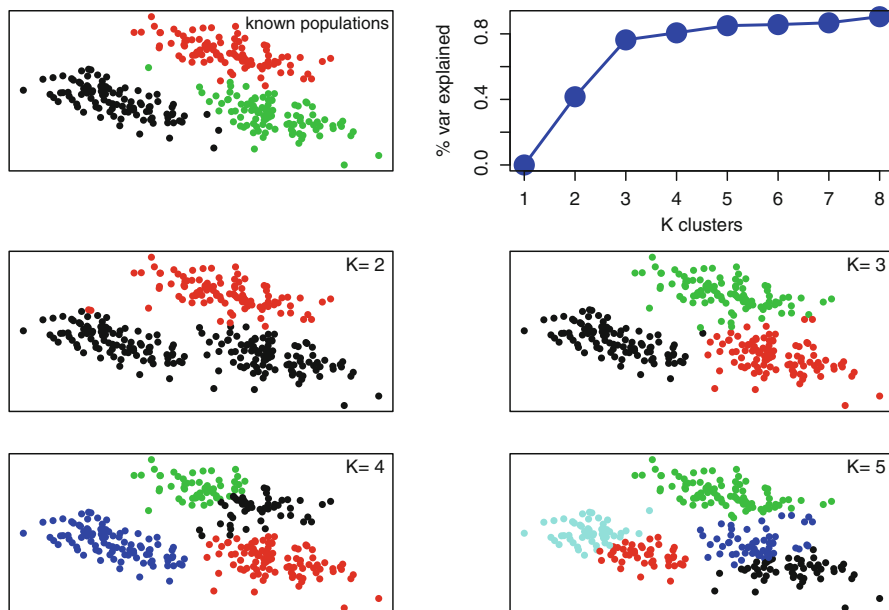 known populations
% var explained
0.8
0.4
0.0
1 2 3 4 5 6 7 8
K clusters
K= 2
K= 3
K= 4
K= 5